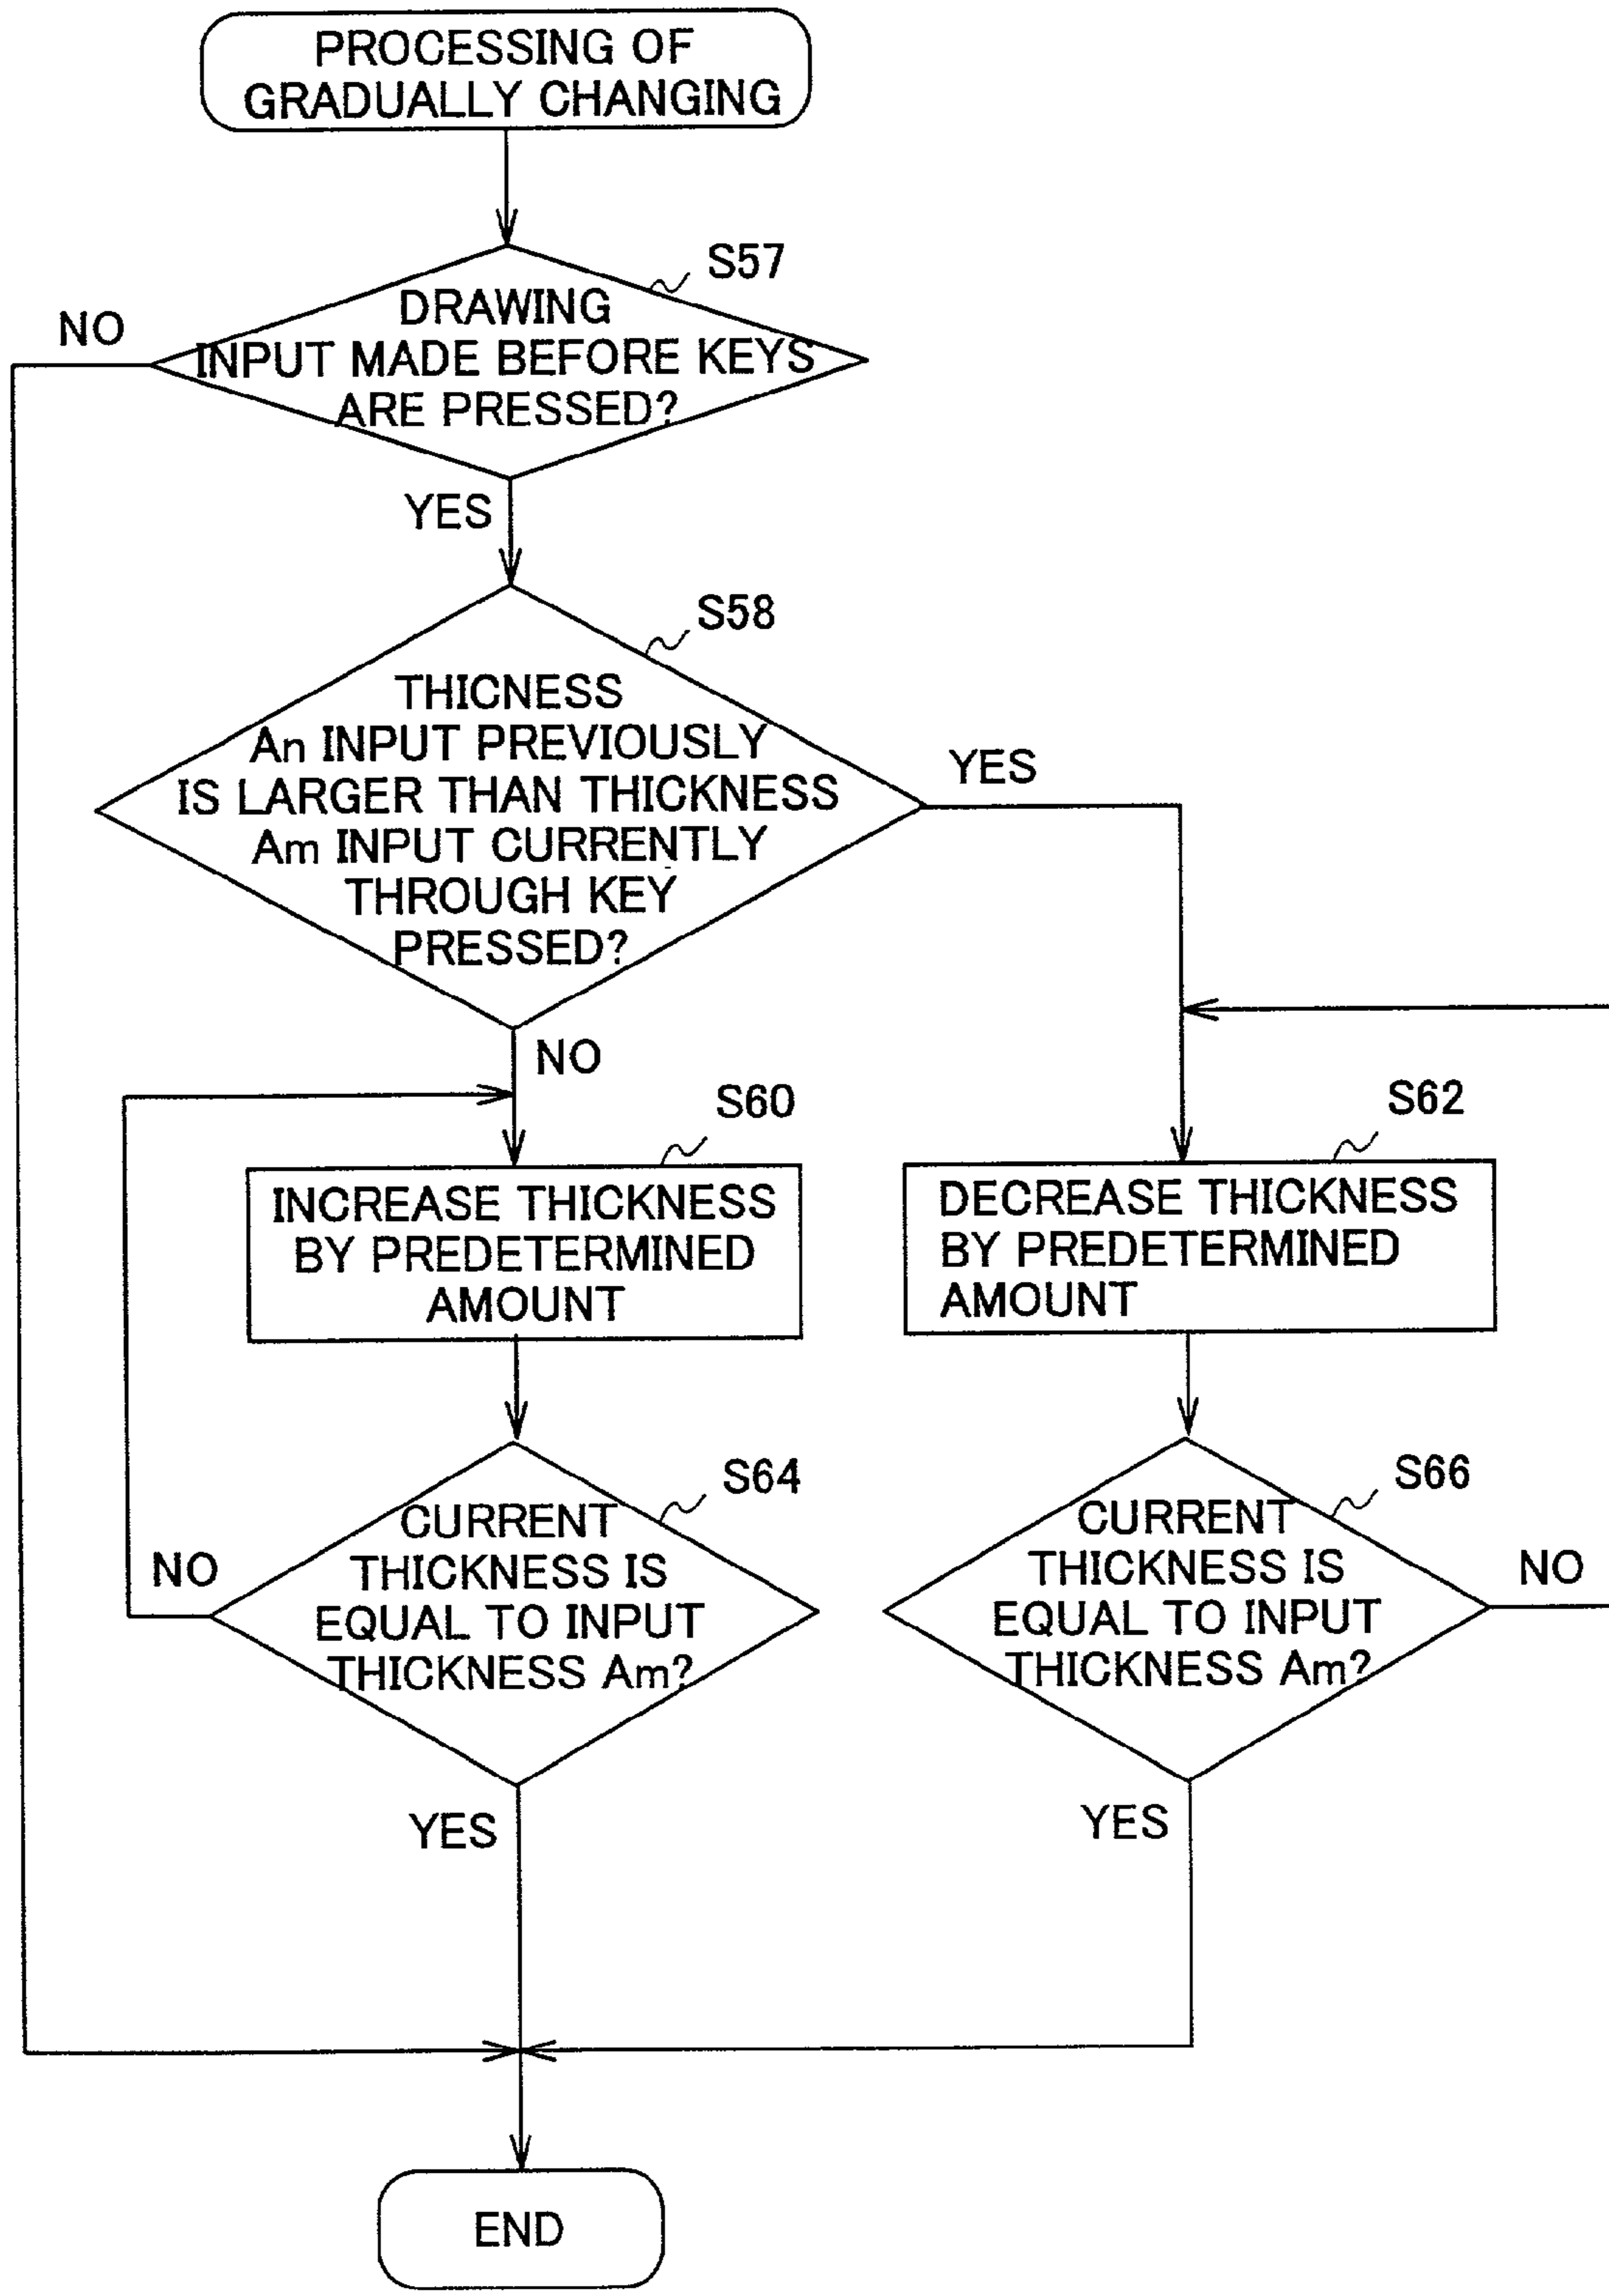 PROCESSING OF
GRADUALLY CHANGING
S57
NO
DRAWING
INPUT MADE BEFORE KEYS
ARE PRESSED?
YES
S58
THICNESS
An INPUT PREVIOUSLY
IS LARGER THAN THICKNESS
Am INPUT CURRENTLY
THROUGH KEY
PRESSED?
YES
NO
S60
INCREASE THICKNESS
BY PREDETERMINED
AMOUNT
S62
DECREASE THICKNESS
BY PREDETERMINED
AMOUNT
S64
CURRENT
THICKNESS IS
EQUAL TO INPUT
THICKNESS Am?
NO
YES
S66
CURRENT
THICKNESS IS
EQUAL TO INPUT
THICKNESS Am?
NO
YES
END